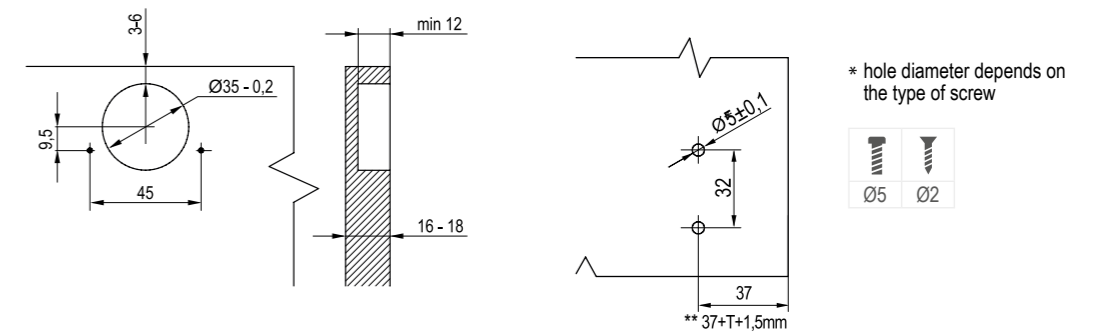 3-6
min 12
Ø35 - 0,2
9,5
45
16 - 18
Ø5±0,1
32
37
** 37+T+1,5mm
* hole diameter depends on
the type of screw
Ø5 Ø2